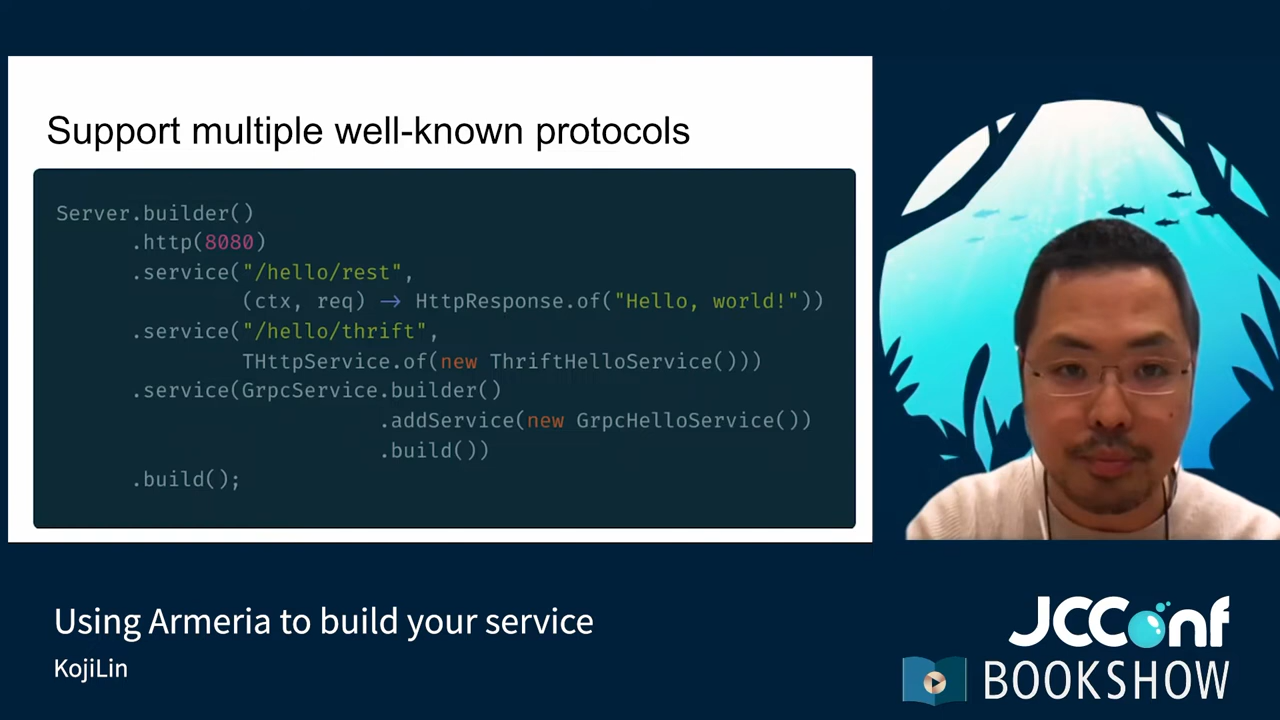 Support multiple well-known protocols
Server.builder()
.http(8080)
.service("/hello/rest",
(ctx, req) → HttpResponse.of("Hello, world!"))
.service("/hello/thrift",
THttpService.of(new ThriftHelloService()))
.service(GrpcService.builder()
.addService(new GrpcHelloService())
.build())
.build();
Using Armeria to build your service
KojiLin
JCConf
BOOKSHOW